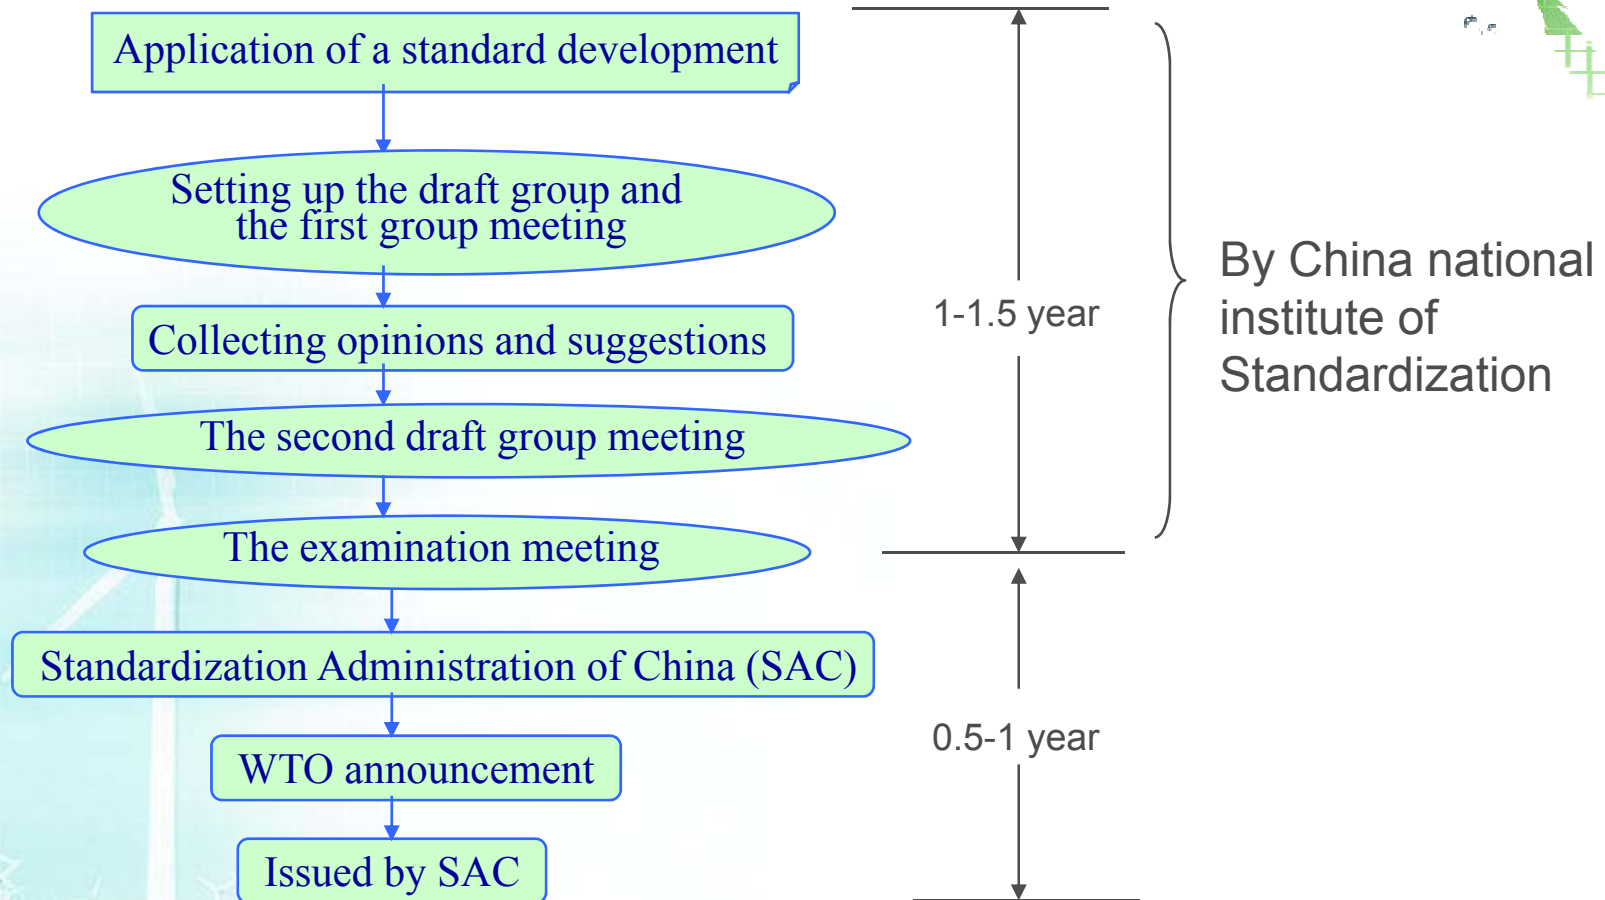 Application of a standard development
Setting up the draft group and
the first group meeting
Collecting opinions and suggestions
The second draft group meeting
The examination meeting
Standardization Administration of China (SAC)
WTO announcement
Issued by SAC
1-1.5 year
0.5-1 year
By China national
institute of
Standardization